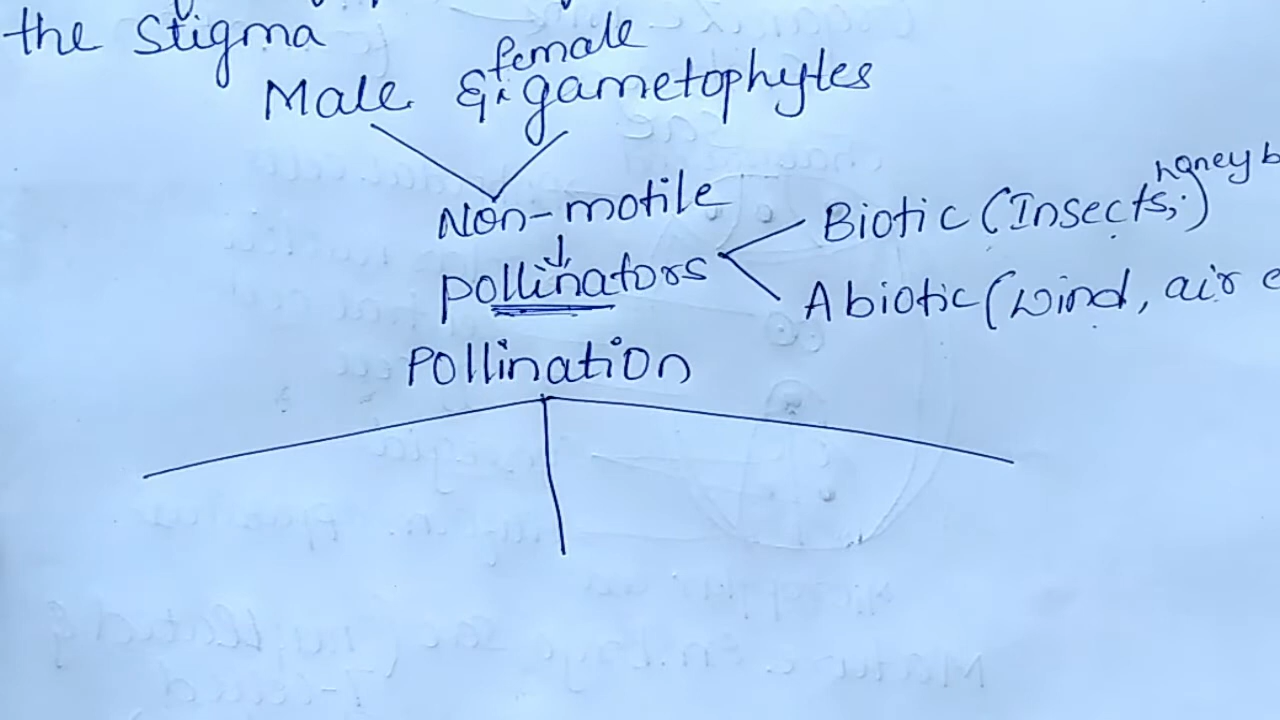 the Stigma
female
Male & gametophytes
Non-motile
honey
Biotic (Insects,)
pollinators
Abiotic (wind, air
Pollination